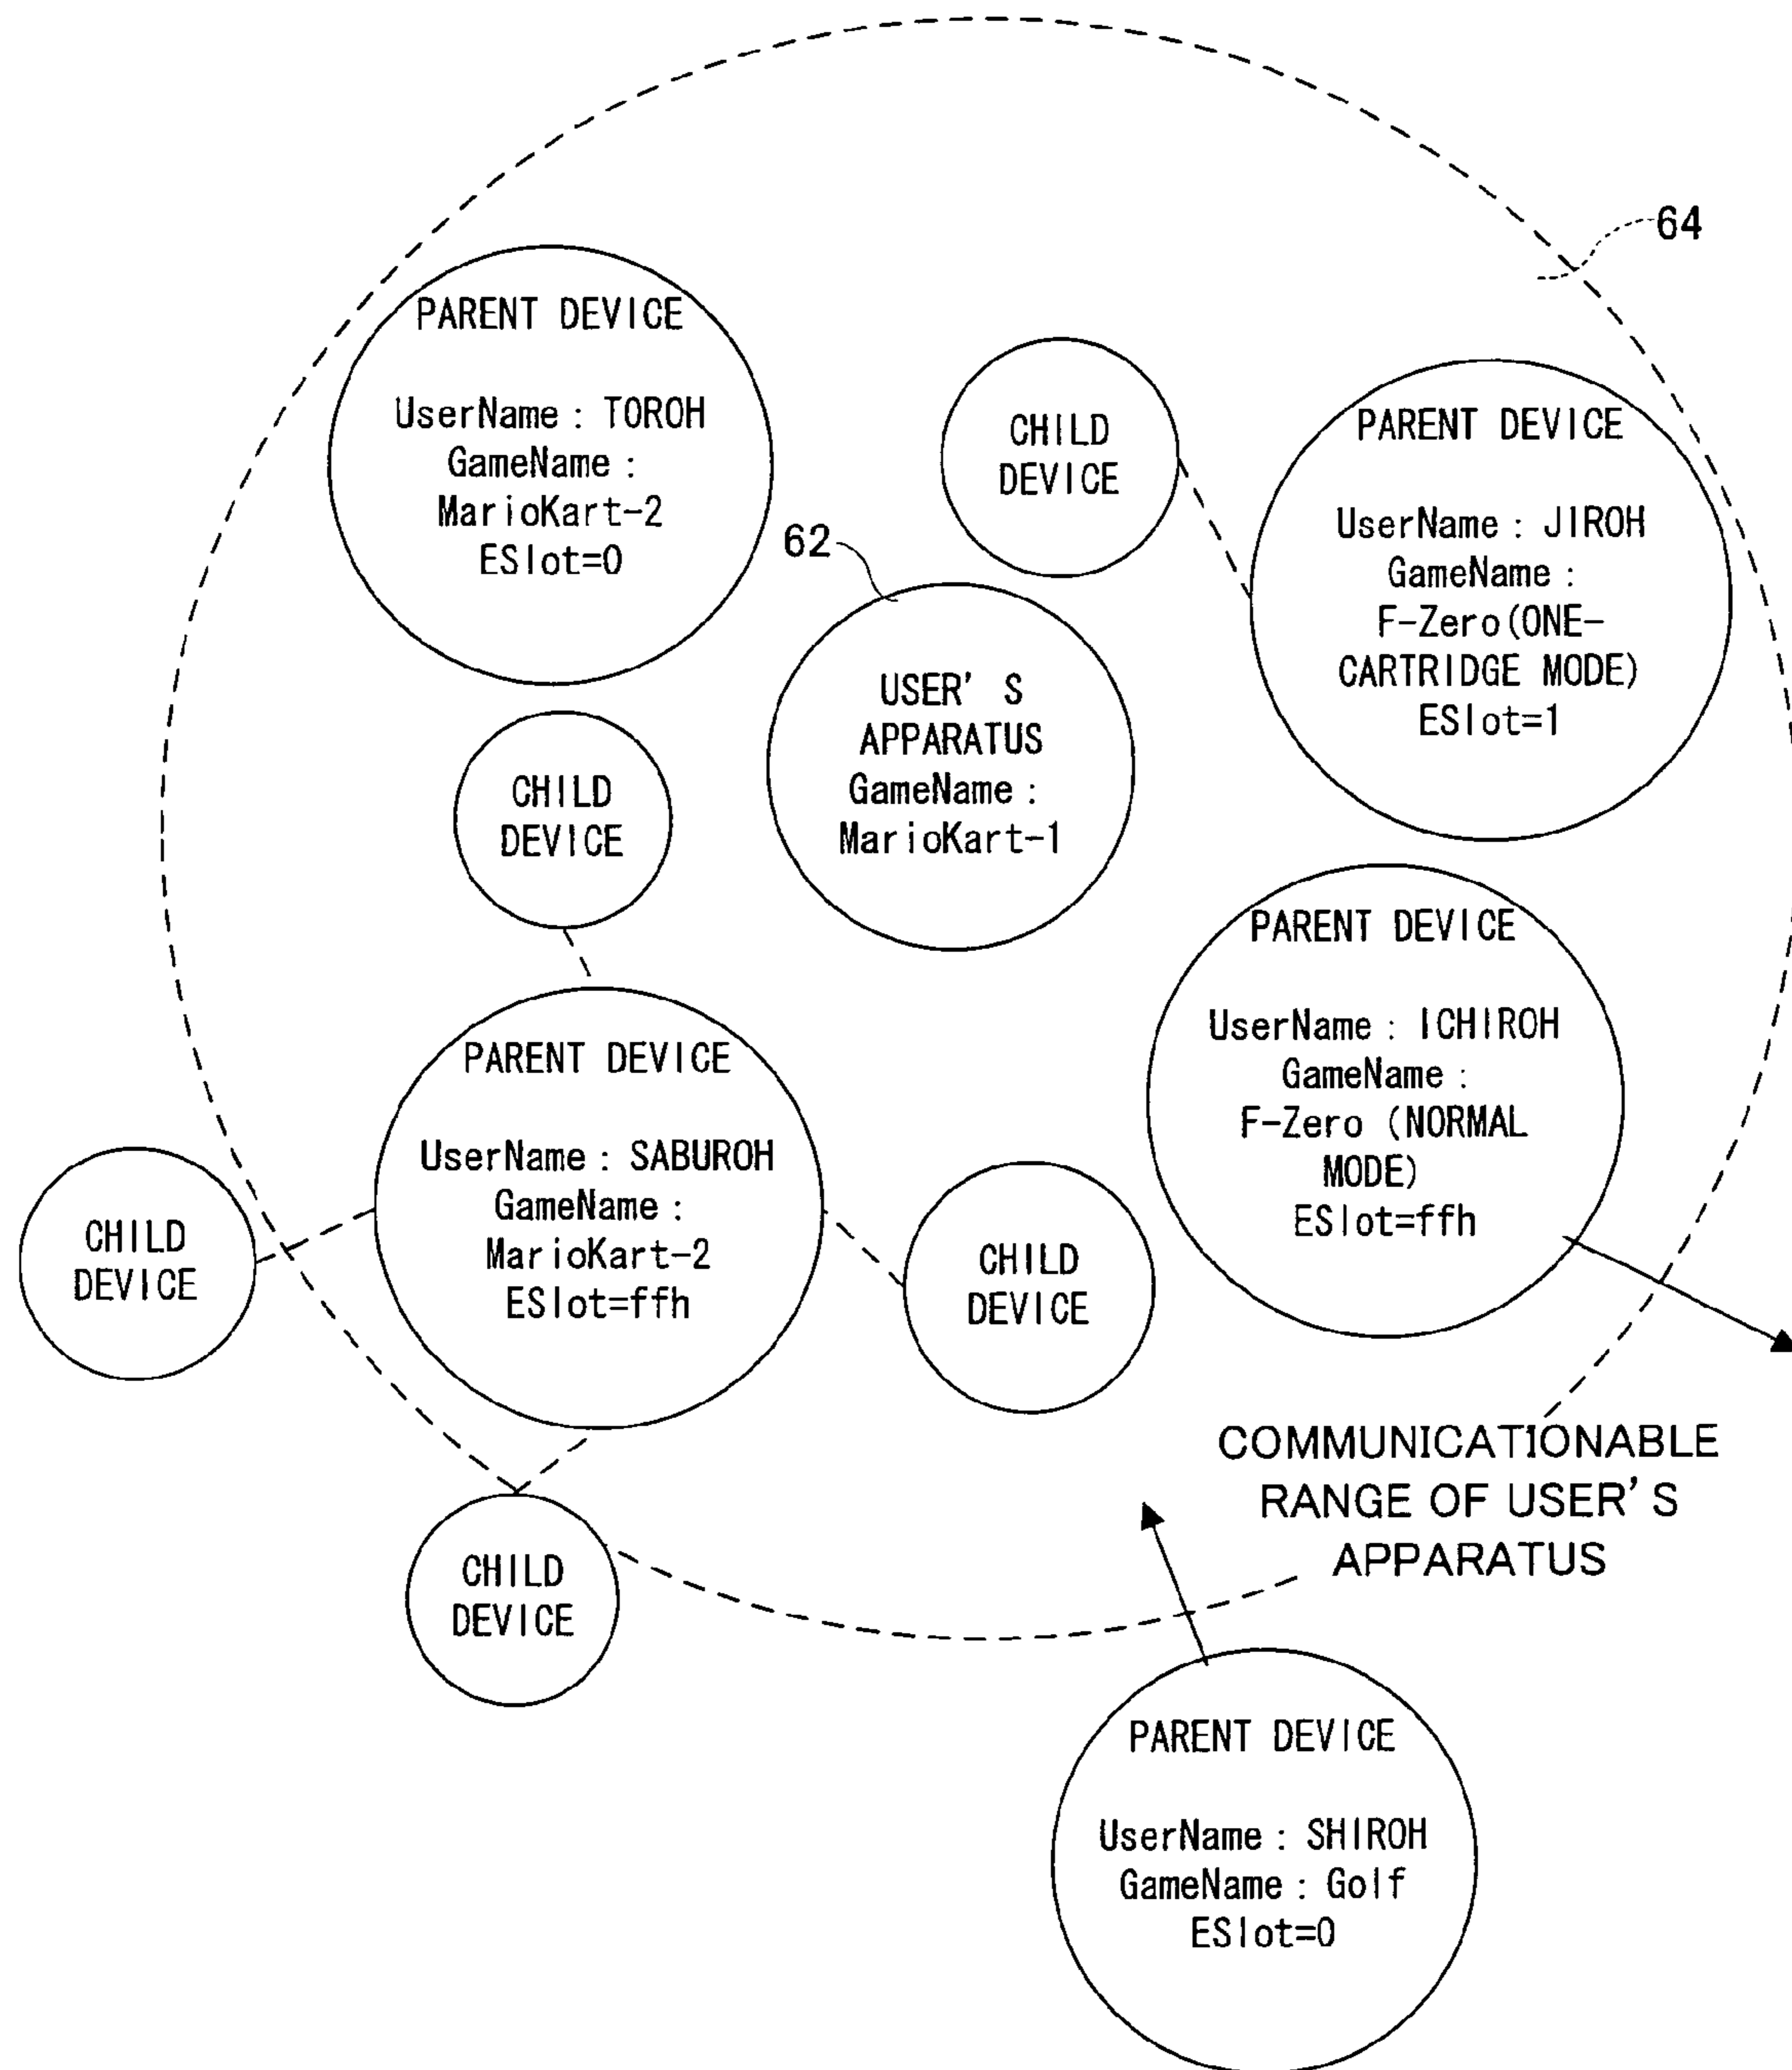 64
PARENT DEVICE
UserName : TOROH
GameName :
MarioKart-2
ESlot=0
CHILD
DEVICE
PARENT DEVICE
UserName : JIROH
GameName :
F-Zero(ONE-
CARTRIDGE MODE)
ESlot=1
62
USER'S
APPARATUS
GameName :
MarioKart-1
CHILD
DEVICE
PARENT DEVICE
UserName : ICHIROH
GameName :
F-Zero (NORMAL
MODE)
ESlot=ffh
PARENT DEVICE
UserName : SABUROH
GameName :
MarioKart-2
ESlot=ffh
CHILD
DEVICE
CHILD
DEVICE
COMMUNICATIONABLE
RANGE OF USER'S
APPARATUS
CHILD
DEVICE
PARENT DEVICE
UserName : SHIROH
GameName : Golf
ESlot=0